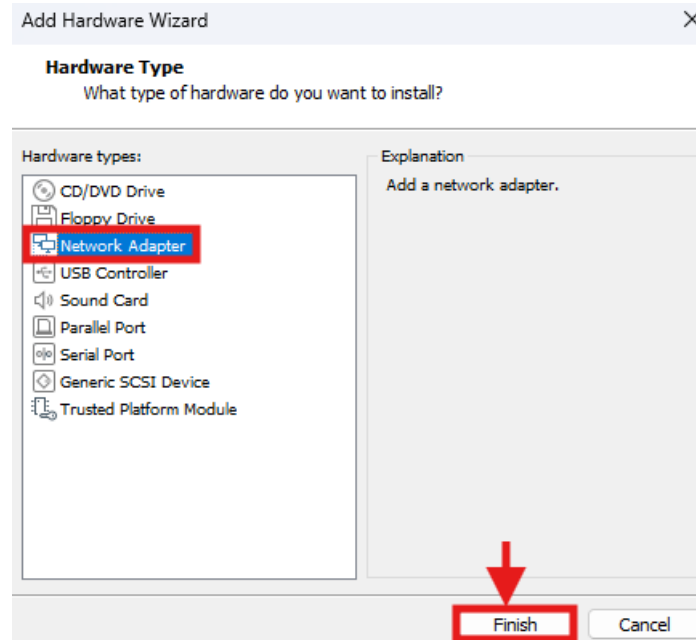 Add Hardware Wizard
Hardware Type
What type of hardware do you want to install?
Hardware types:
CD/DVD Drive
Floppy Drive
Network Adapter
USB Controller
Sound Card
Parallel Port
Serial Port
Generic SCSI Device
Trusted Platform Module
Explanation
Add a network adapter.
Finish
Cancel